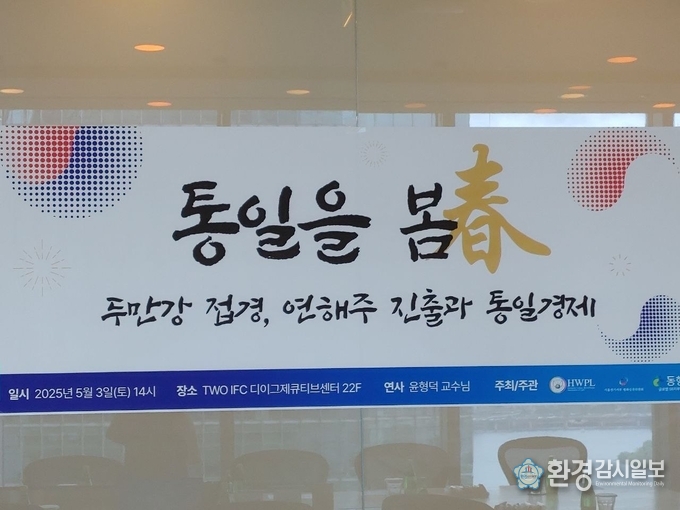 통일을 봄春
두만강 접경, 연해주 진출과 통일경제
일시 2025년 5월 3일(토) 14시 장소 TWO IFC 디이그제큐티브센터 22F 연사 윤형덕 교수님 주최/주관 HWPL
환경감시일보
Environmental Monitoring Daily